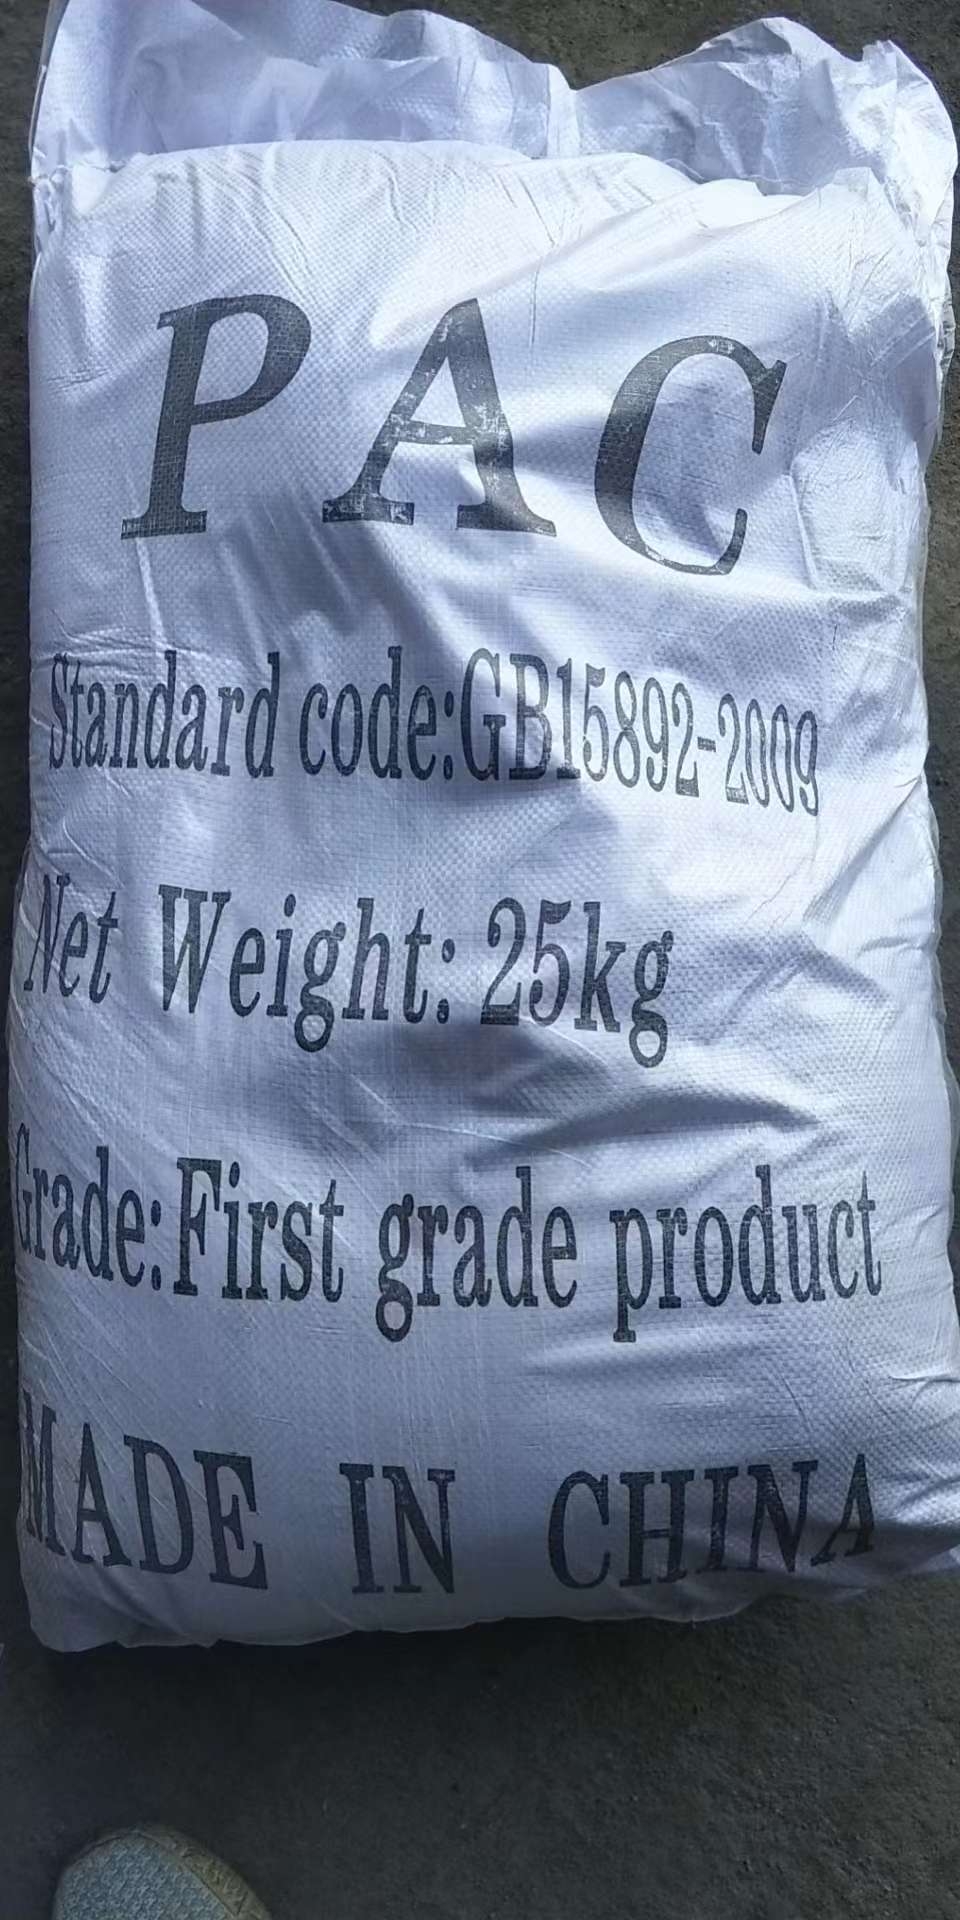 PAC
Standard code:GB15892-2009
Net Weight: 25kg
Grade:First grade product
MADE IN CHINA